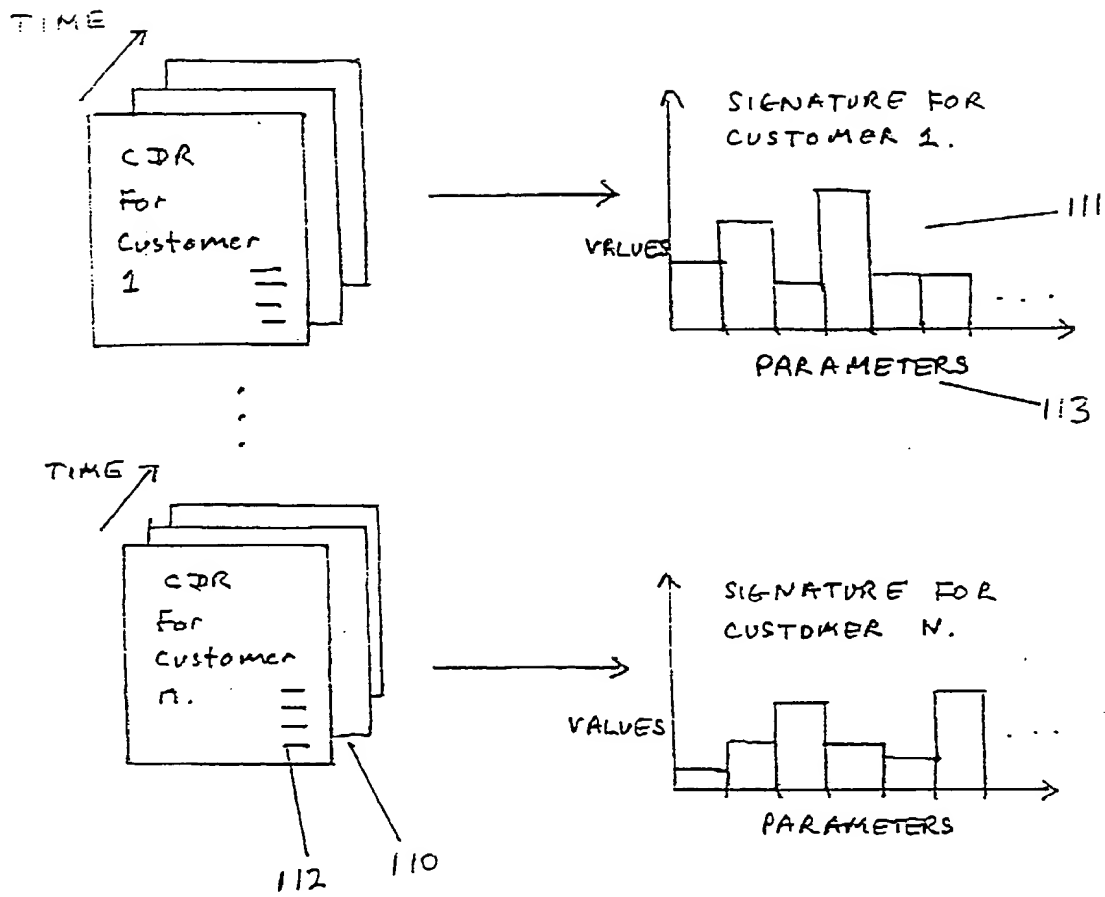 TIME
CDR
For
Customer
1
SIGNATURE FOR
CUSTOMER 1.
VALUES
111
. . .
PARAMETERS
113
TIME
CDR
For
Customer
n.
SIGNATURE FOR
CUSTOMER N.
VALUES
. . .
PARAMETERS
112
110